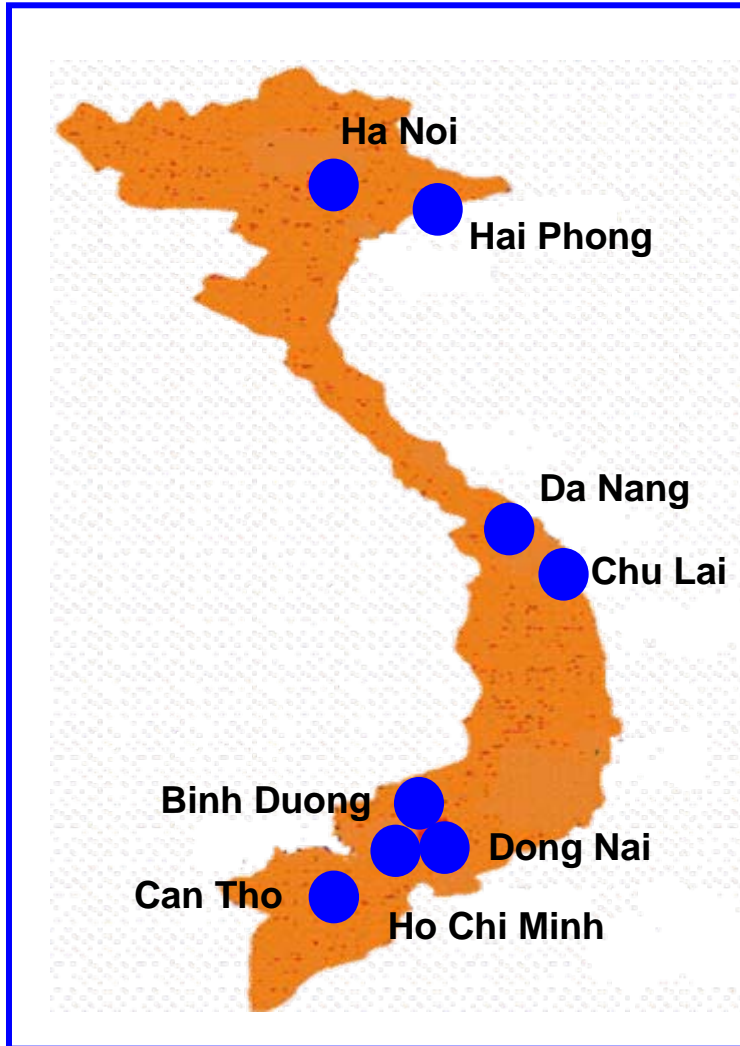 Ha Noi
Hai Phong
Da Nang
Chu Lai
Binh Duong
Dong Nai
Can Tho
Ho Chi Minh